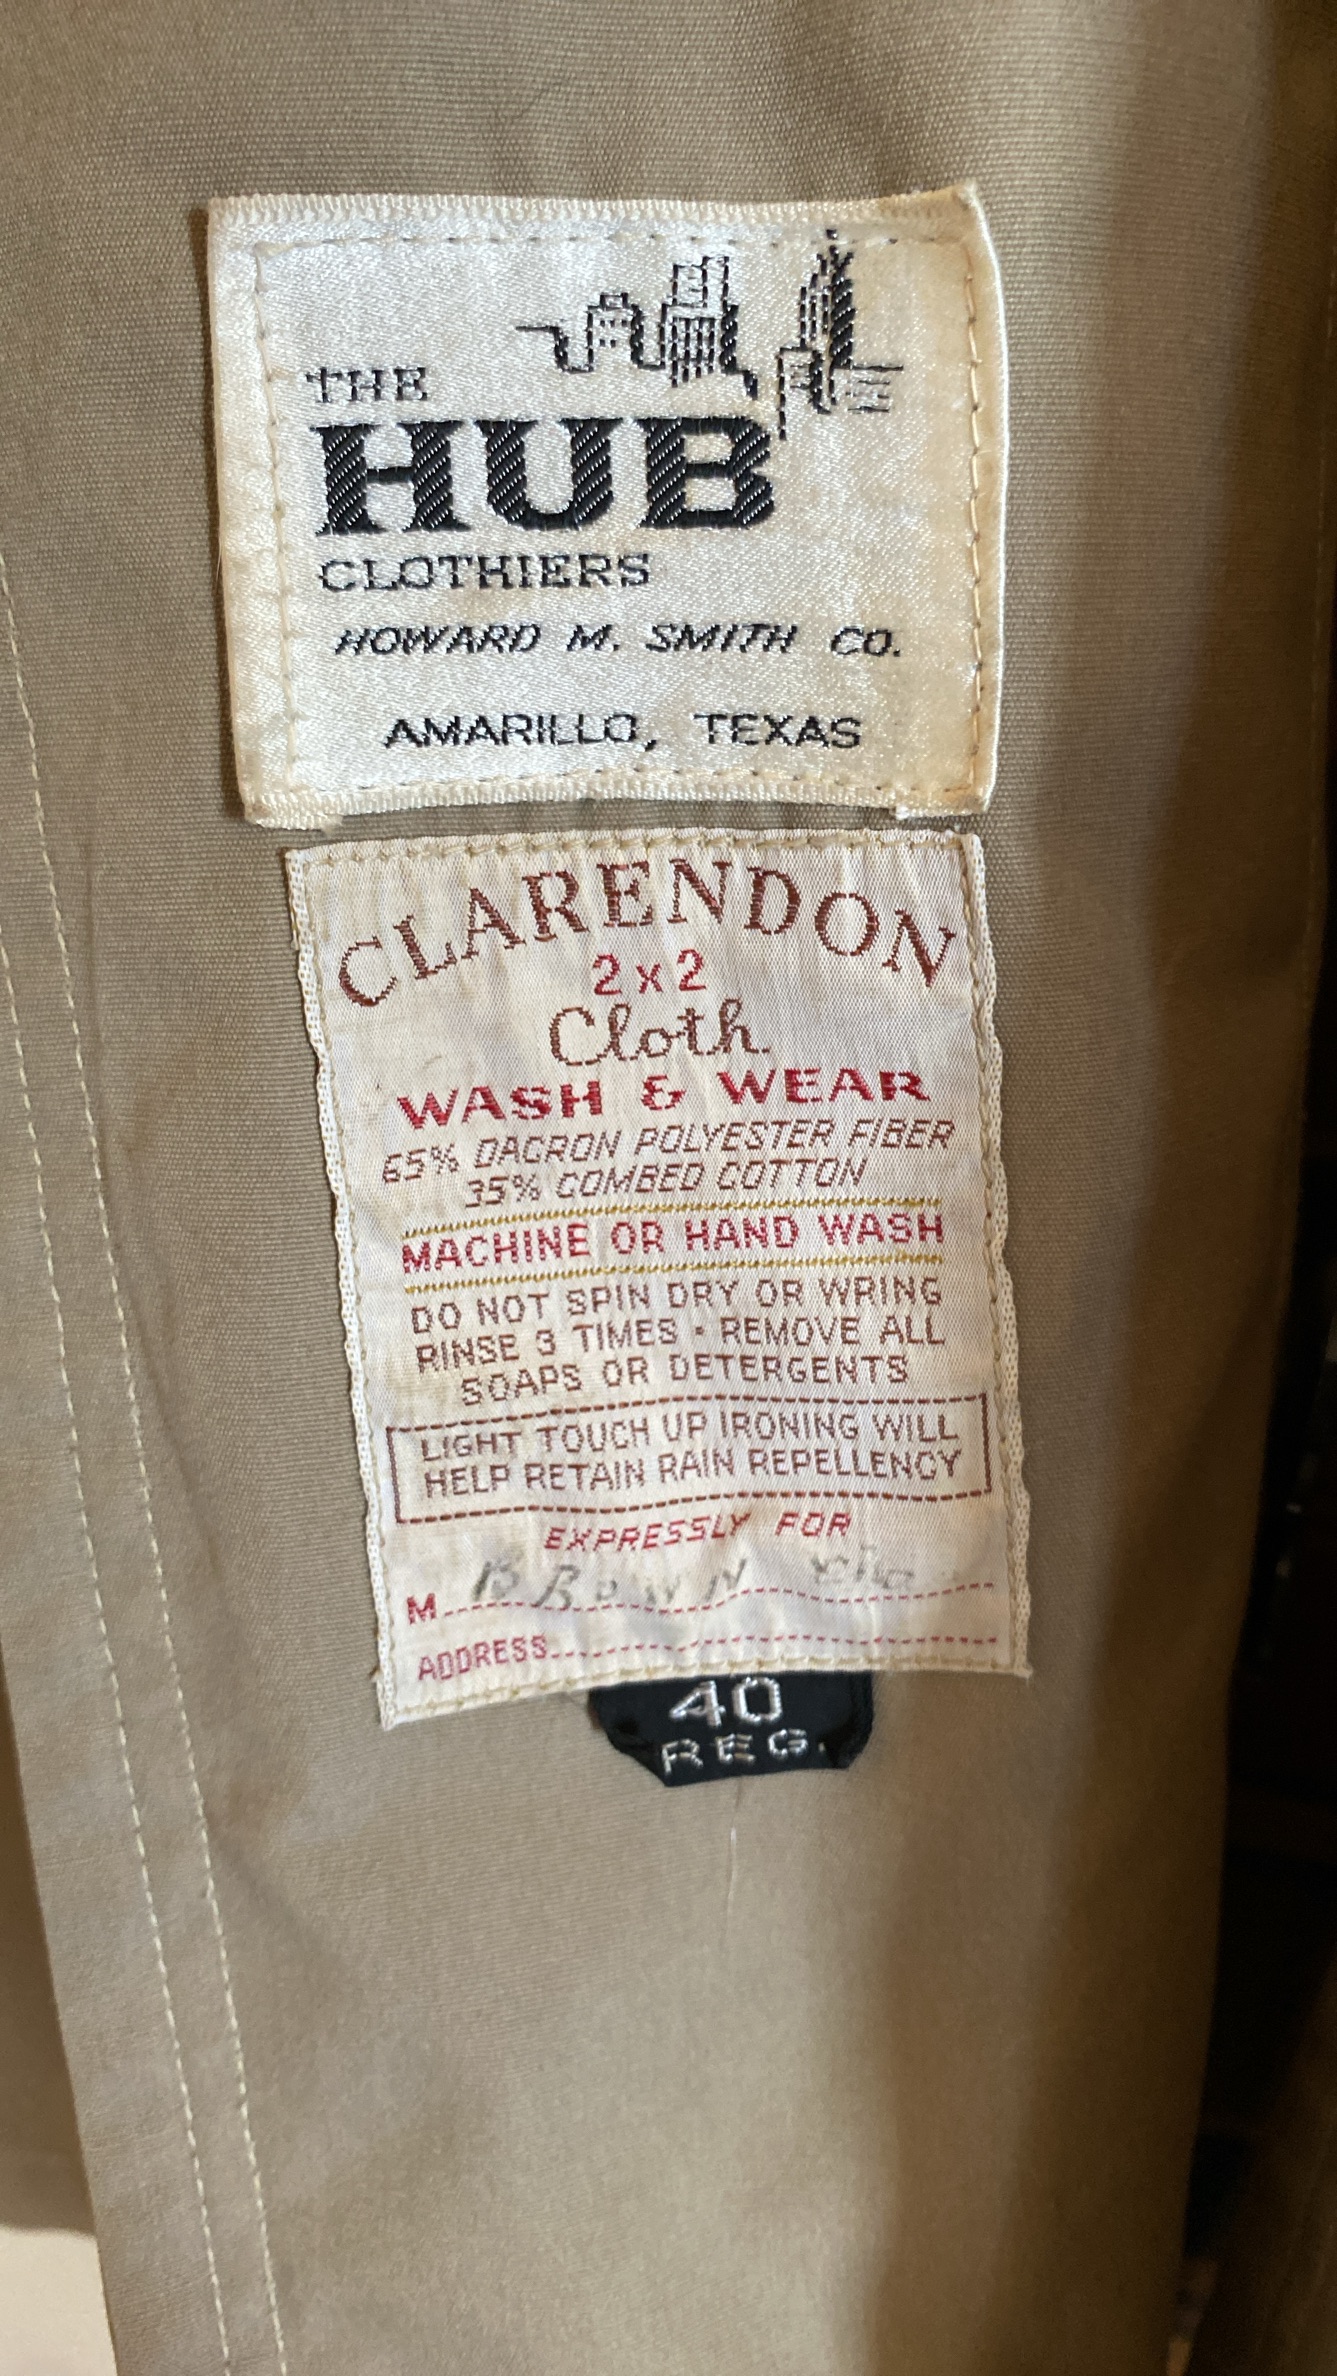 THE
HUB
CLOTHIERS
HOWARD M. SMITH CO.
AMARILLO, TEXAS
CLARENDON
2 x 2
Cloth
WASH & WEAR
65% DACRON POLYESTER FIBER
35% COMBED COTTON
MACHINE OR HAND WASH
DO NOT SPIN DRY OR WRING
RINSE 3 TIMES • REMOVE ALL
SOAPS OR DETERGENTS
LIGHT TOUCH UP IRONING WILL
HELP RETAIN RAIN REPELLENCY
EXPRESSLY FOR
M
ADDRESS
40
REG.